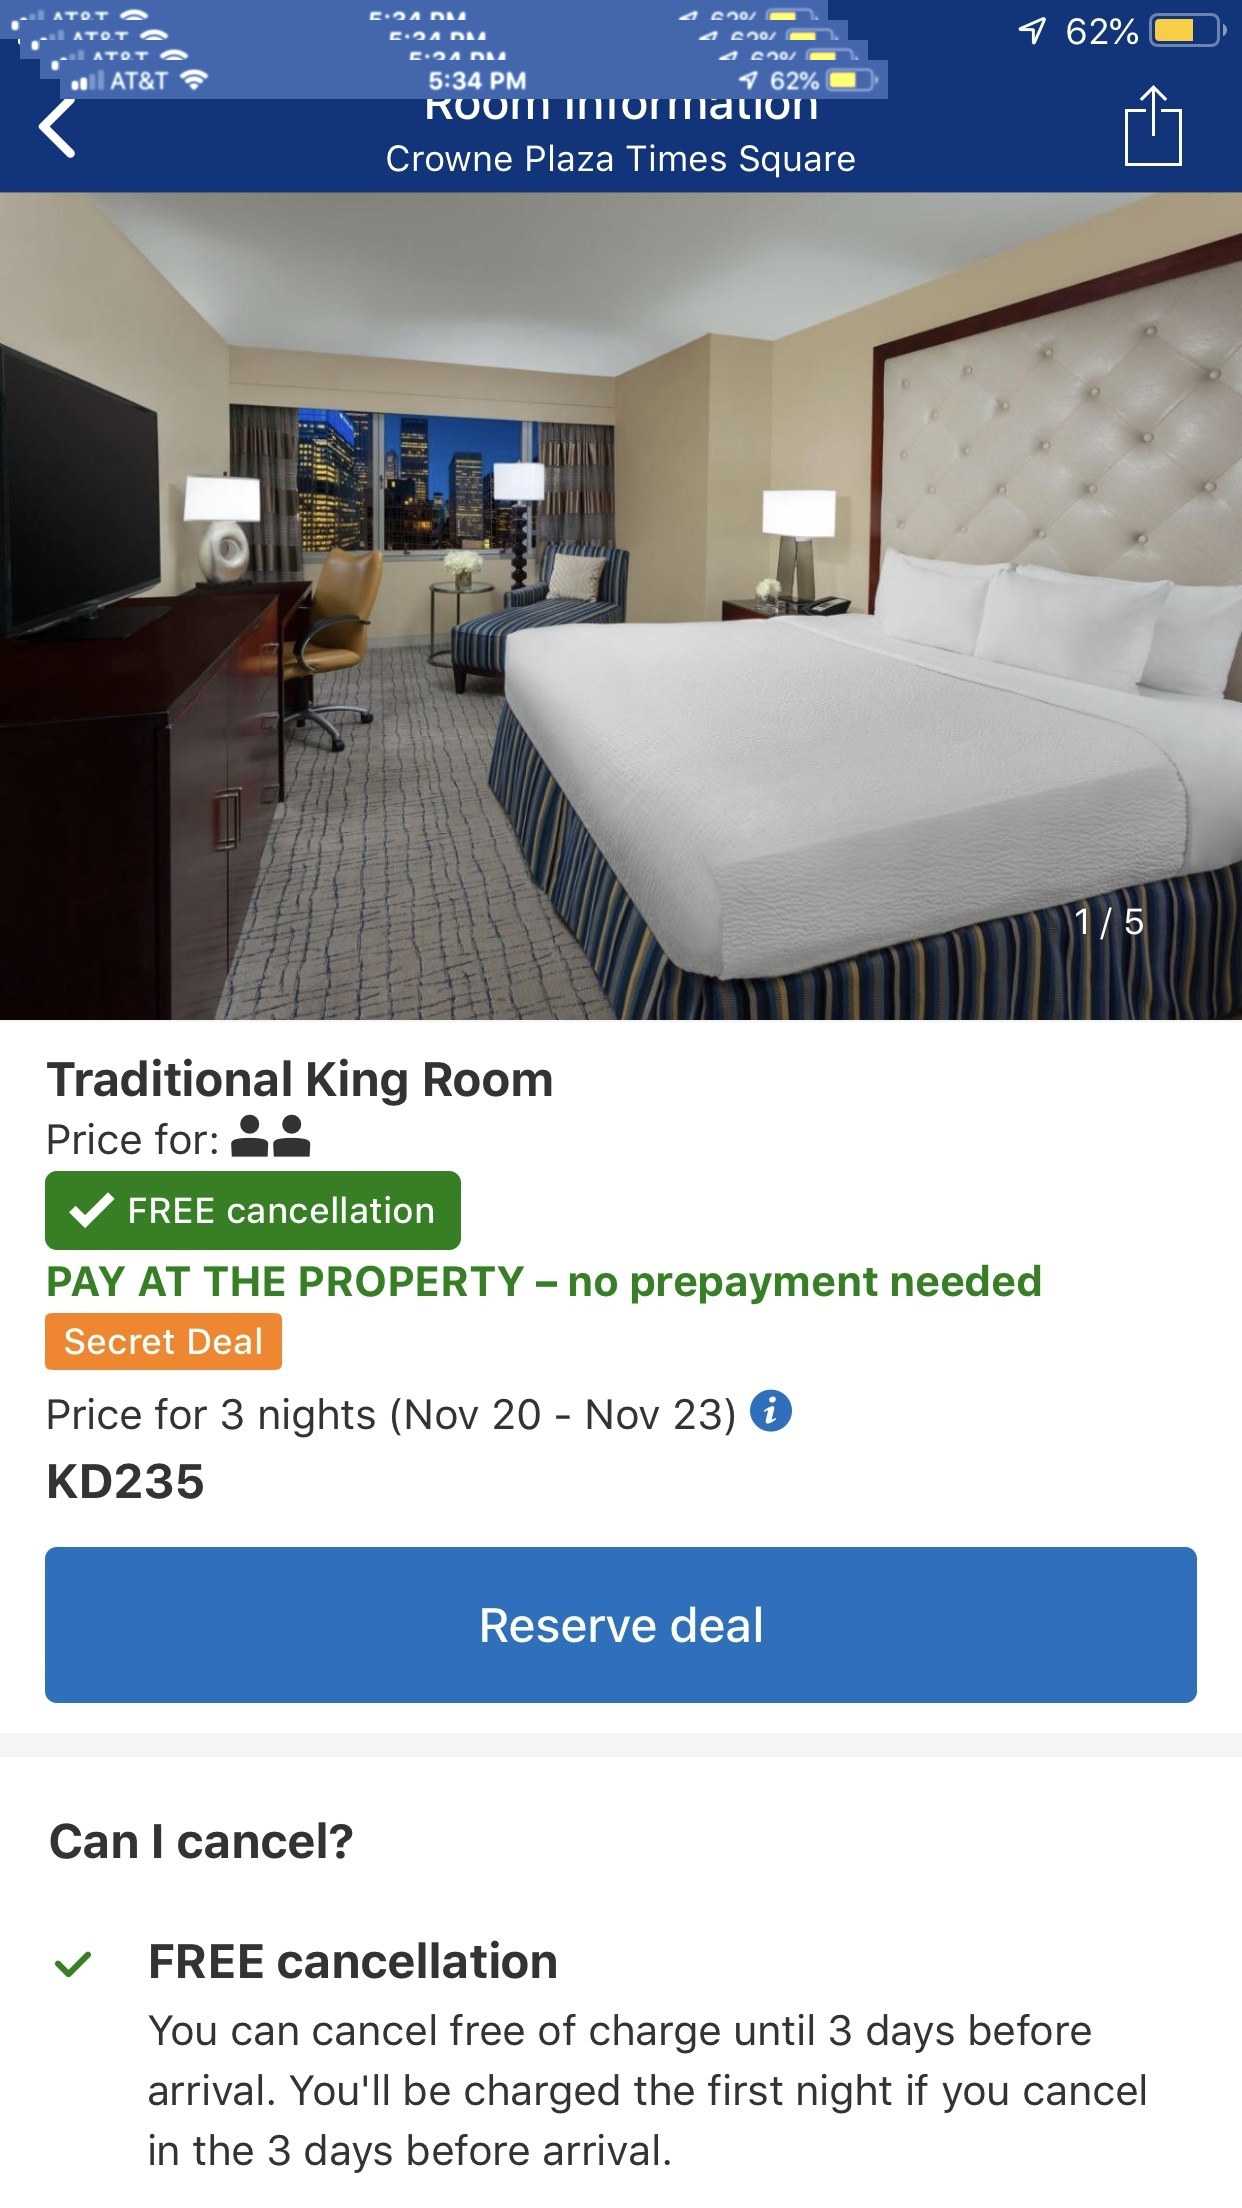 AT&T 5:34 PM 62%
62%
Room Information
Crowne Plaza Times Square
1 / 5
Traditional King Room
Price for:
FREE cancellation
PAY AT THE PROPERTY – no prepayment needed
Secret Deal
Price for 3 nights (Nov 20 - Nov 23) i
KD235
Reserve deal
Can I cancel?
FREE cancellation
You can cancel free of charge until 3 days before
arrival. You'll be charged the first night if you cancel
in the 3 days before arrival.